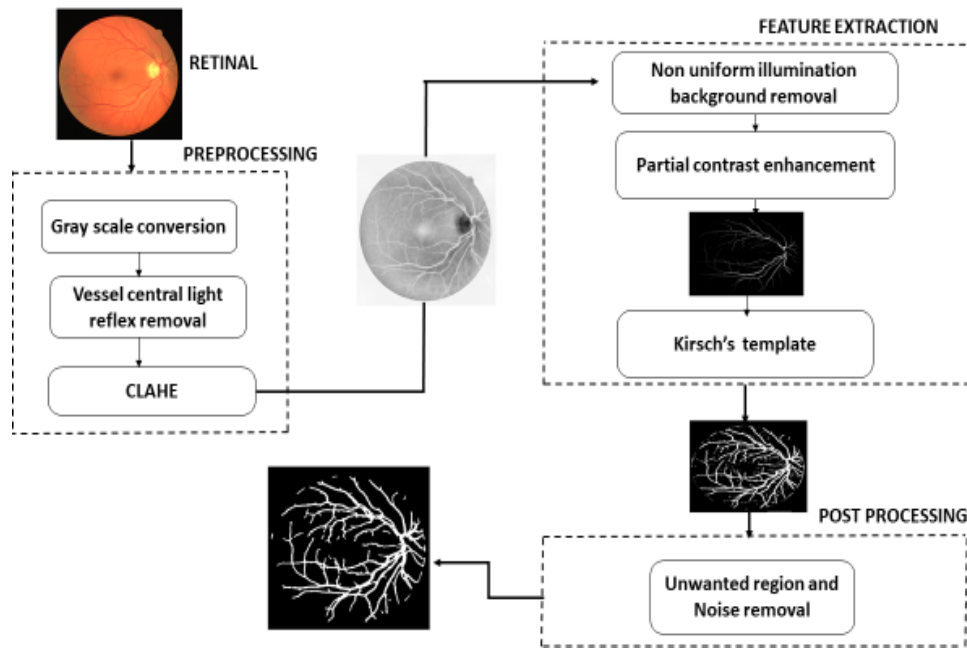 RETINAL
PREPROCESSING
Gray scale conversion
Vessel central light
reflex removal
CLAHE
FEATURE EXTRACTION
Non uniform illumination
background removal
Partial contrast enhancement
Kirsch's template
POST PROCESSING
Unwanted region and
Noise removal